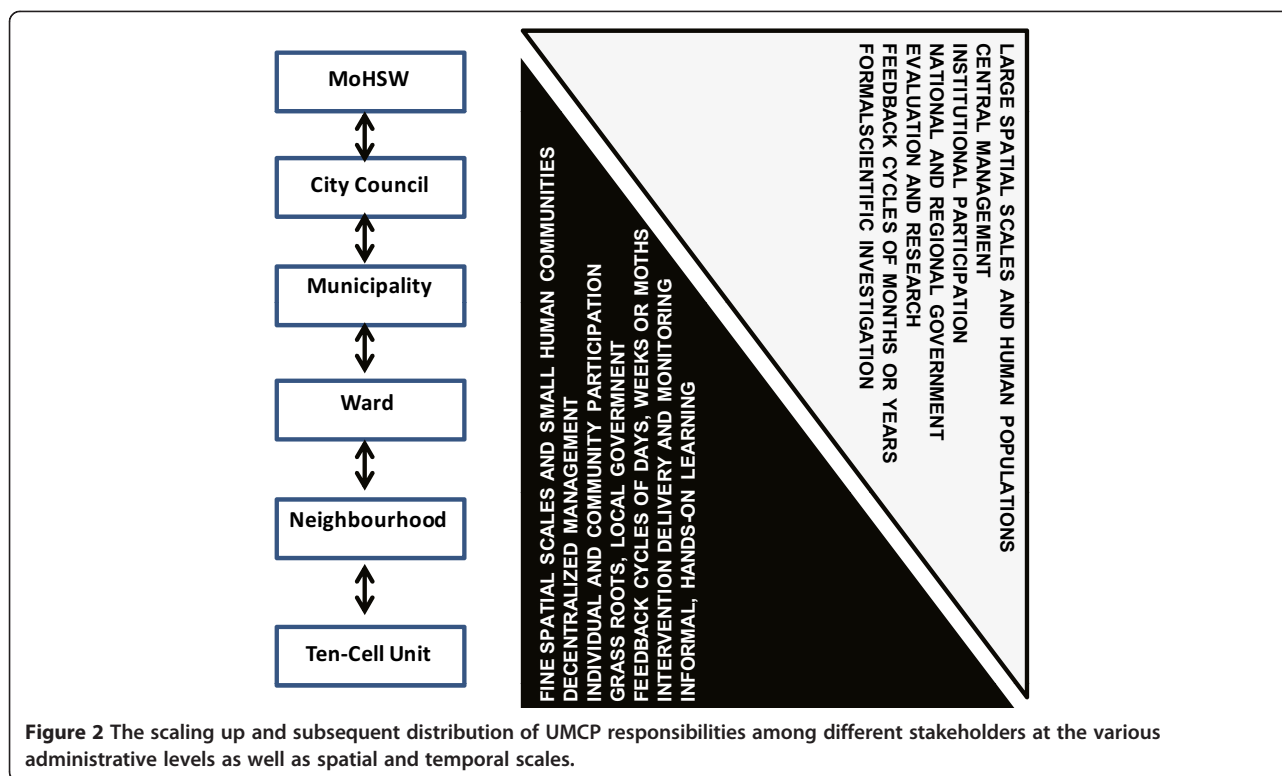 MoHSW
City Council
Municipality
Ward
Neighbourhood
Ten-Cell Unit
FINE SPATIAL SCALES AND SMALL HUMAN COMMUNITIES
DECENTRALIZED MANAGEMENT
INDIVIDUAL AND COMMUNITY PARTICIPATION
GRASS ROOTS, LOCAL GOVERMNENT
FEEDBACK CYCLES OF DAYS, WEEKS OR MOTHS
INTERVENTION DELIVERY AND MONITORING
INFORMAL, HANDS-ON LEARNING
LARGE SPATIAL SCALES AND HUMAN POPULATIONS
CENTRAL MANAGEMENT
INSTITUTIONAL PARTICIPATION
NATIONAL AND REGIONAL GOVERNMENT
EVALUATION AND RESEARCH
FEEDBACK CYCLES OF MONTHS OR YEARS
FORMALSCIENTIFIC INVESTIGATION
Figure 2 The scaling up and subsequent distribution of UMCP responsibilities among different stakeholders at the various
administrative levels as well as spatial and temporal scales.